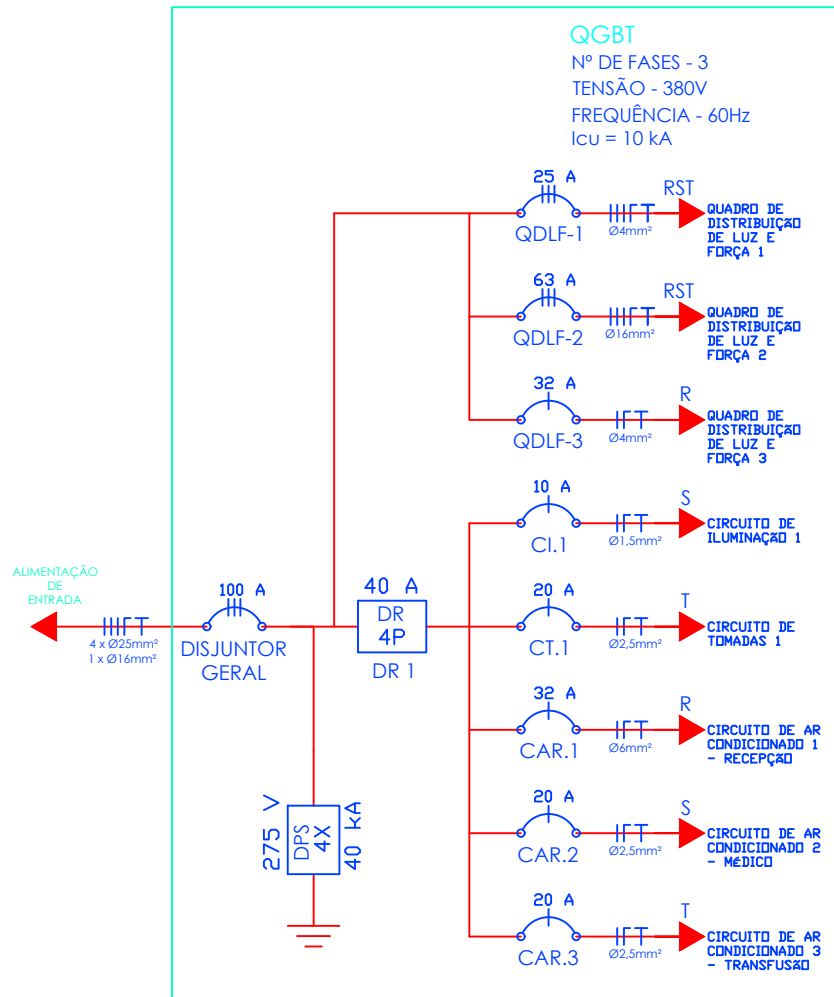 QGBT
Nº DE FASES - 3
TENSÃO - 380V
FREQUÊNCIA - 60Hz
Icu = 10 kA
25 A
QDLF-1
Ø4mm²
RST
QUADRO DE
DISTRIBUIÇÃO
DE LUZ E
FORÇA 1
63 A
QDLF-2
Ø16mm²
RST
QUADRO DE
DISTRIBUIÇÃO
DE LUZ E
FORÇA 2
32 A
QDLF-3
Ø4mm²
R
QUADRO DE
DISTRIBUIÇÃO
DE LUZ E
FORÇA 3
10 A
CI.1
Ø1,5mm²
S
CIRCUITO DE
ILUMINAÇÃO 1
ALIMENTAÇÃO
DE
ENTRADA
4 x Ø25mm²
1 x Ø16mm²
100 A
DISJUNTOR
GERAL
40 A
DR
4P
DR 1
20 A
CT.1
Ø2,5mm²
T
CIRCUITO DE
TOMADAS 1
32 A
CAR.1
Ø6mm²
R
CIRCUITO DE AR
CONDICIONADO 1
- RECEPÇÃO
275 V
DPS
4X
40 kA
20 A
CAR.2
Ø2,5mm²
S
CIRCUITO DE AR
CONDICIONADO 2
- MÉDICO
20 A
CAR.3
Ø2,5mm²
T
CIRCUITO DE AR
CONDICIONADO 3
- TRANSFUSÃO